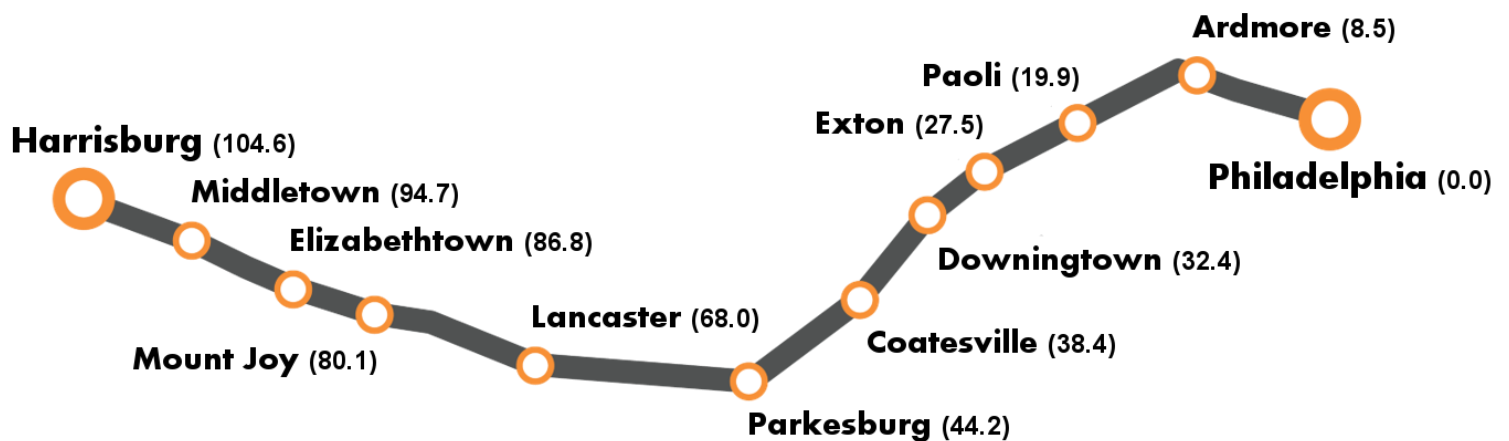 Ardmore (8.5)
Paoli (19.9)
Exton (27.5)
Harrisburg (104.6)
Philadelphia (0.0)
Middletown (94.7)
Elizabethtown (86.8)
Downingtown (32.4)
Lancaster (68.0)
Coatesville (38.4)
Mount Joy (80.1)
Parkesburg (44.2)